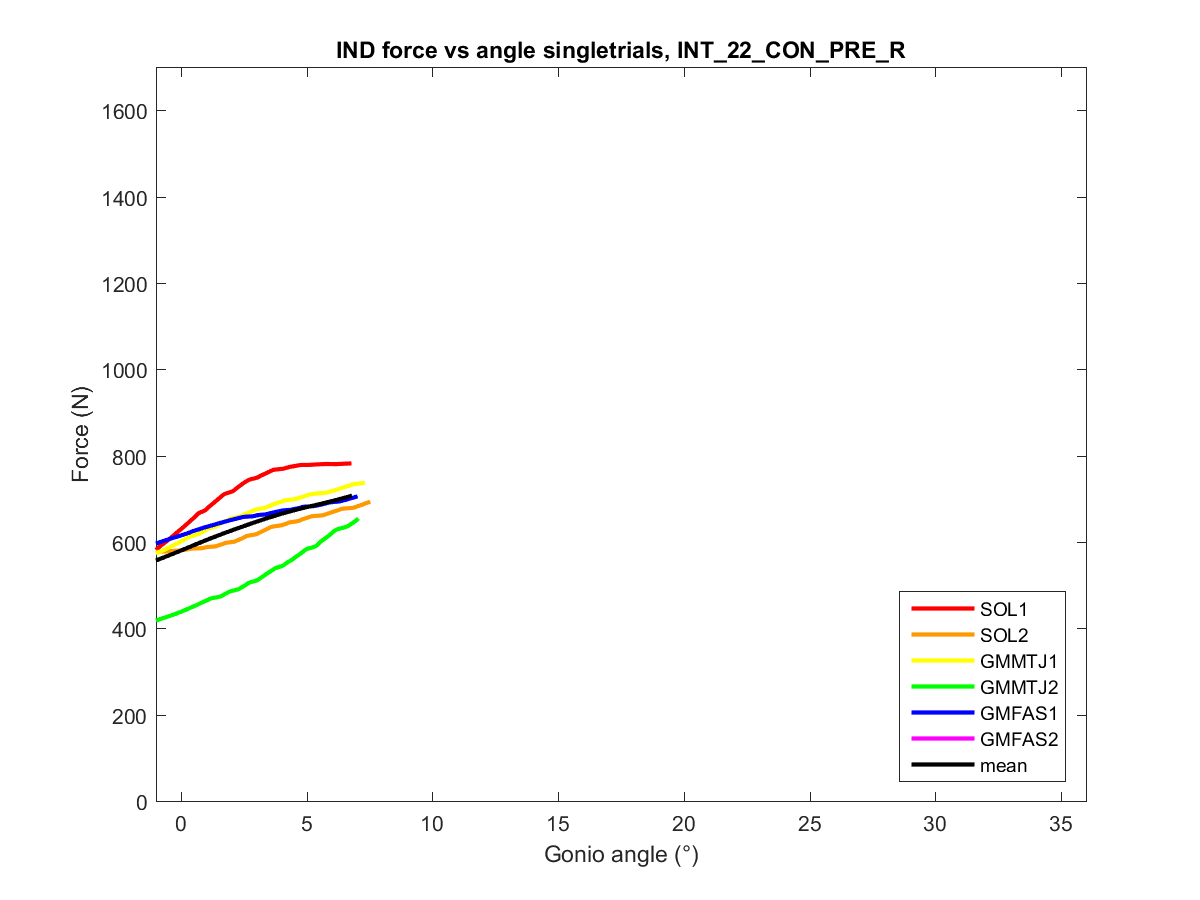 IND force vs angle singletrials, INT_22_CON_PRE_R
1600
1400
1200
1000
800
600
400
200
0
Force (N)
0 5 10 15 20 25 30 35
Gonio angle (°)
SOL1
SOL2
GMMTJ1
GMMTJ2
GMFAS1
GMFAS2
mean